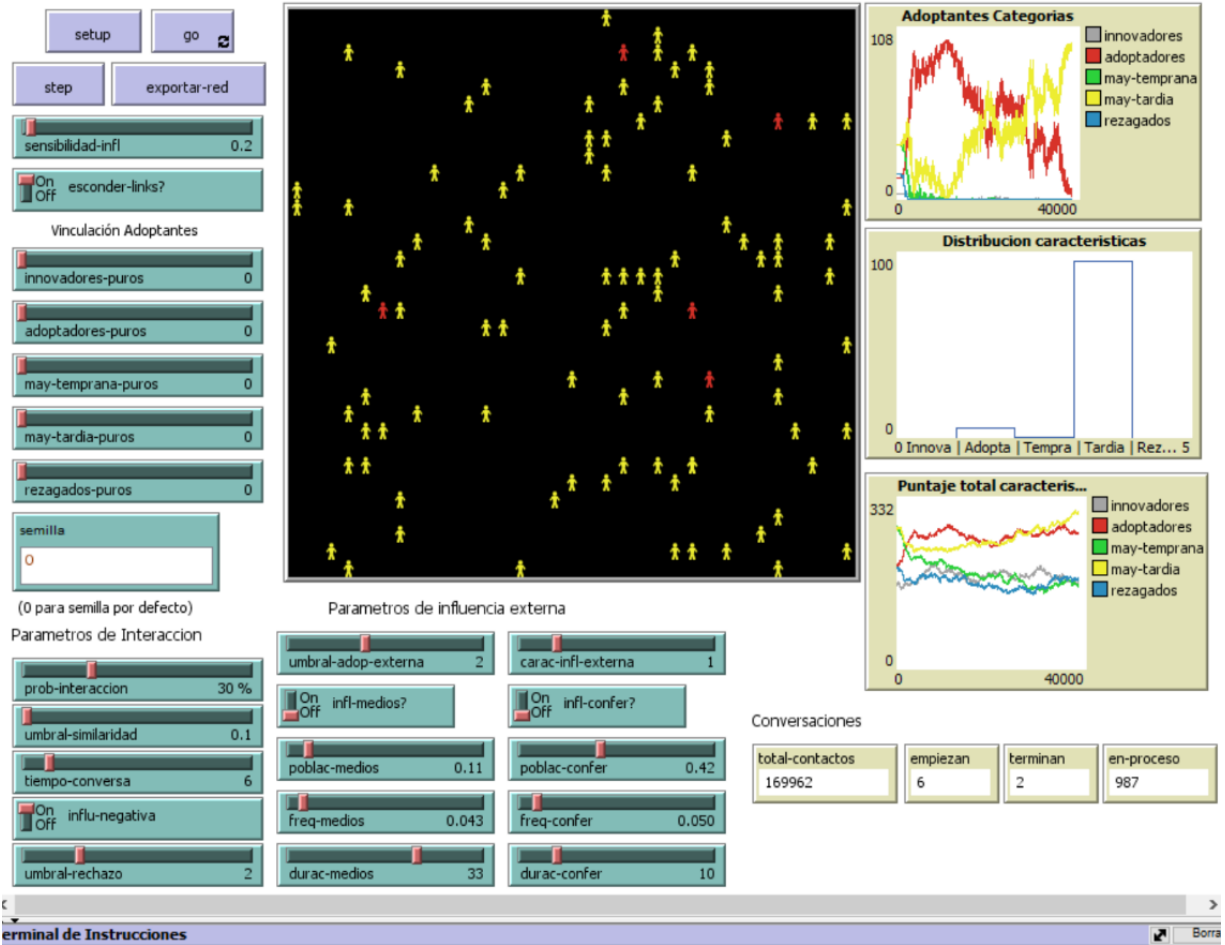 setup
go
step
exportar-red
sensibilidad-infl 0.2
On
Off
esconder-links?
Vinculación Adoptantes
innovadores-puros 0
adoptadores-puros 0
may-temprana-puros 0
may-tardia-puros 0
rezagados-puros 0
semilla
0
(0 para semilla por defecto)
Parametros de Interaccion
prob-interaccion 30 %
umbral-similaridad 0.1
tiempo-conversa 6
On
Off
influ-negativa
umbral-rechazo 2
Parametros de influencia externa
umbral-adop-externa 2
carac-infl-externa 1
On
Off
infl-medios?
On
Off
infl-confer?
poblac-medios 0.11
poblac-confer 0.42
freq-medios 0.043
freq-confer 0.050
durac-medios 33
durac-confer 10
Adoptantes Categorias
108
0
0 40000
innovadores
adoptadores
may-temprana
may-tardia
rezagados
Distribucion caracteristicas
100
0
0 Innova | Adopta | Tempra | Tardia | Rez... 5
Puntaje total caracteris...
332
0
0 40000
innovadores
adoptadores
may-temprana
may-tardia
rezagados
Conversaciones
total-contactos
169962
empiezan
6
terminan
2
en-proceso
987
erminal de Instrucciones
Borra